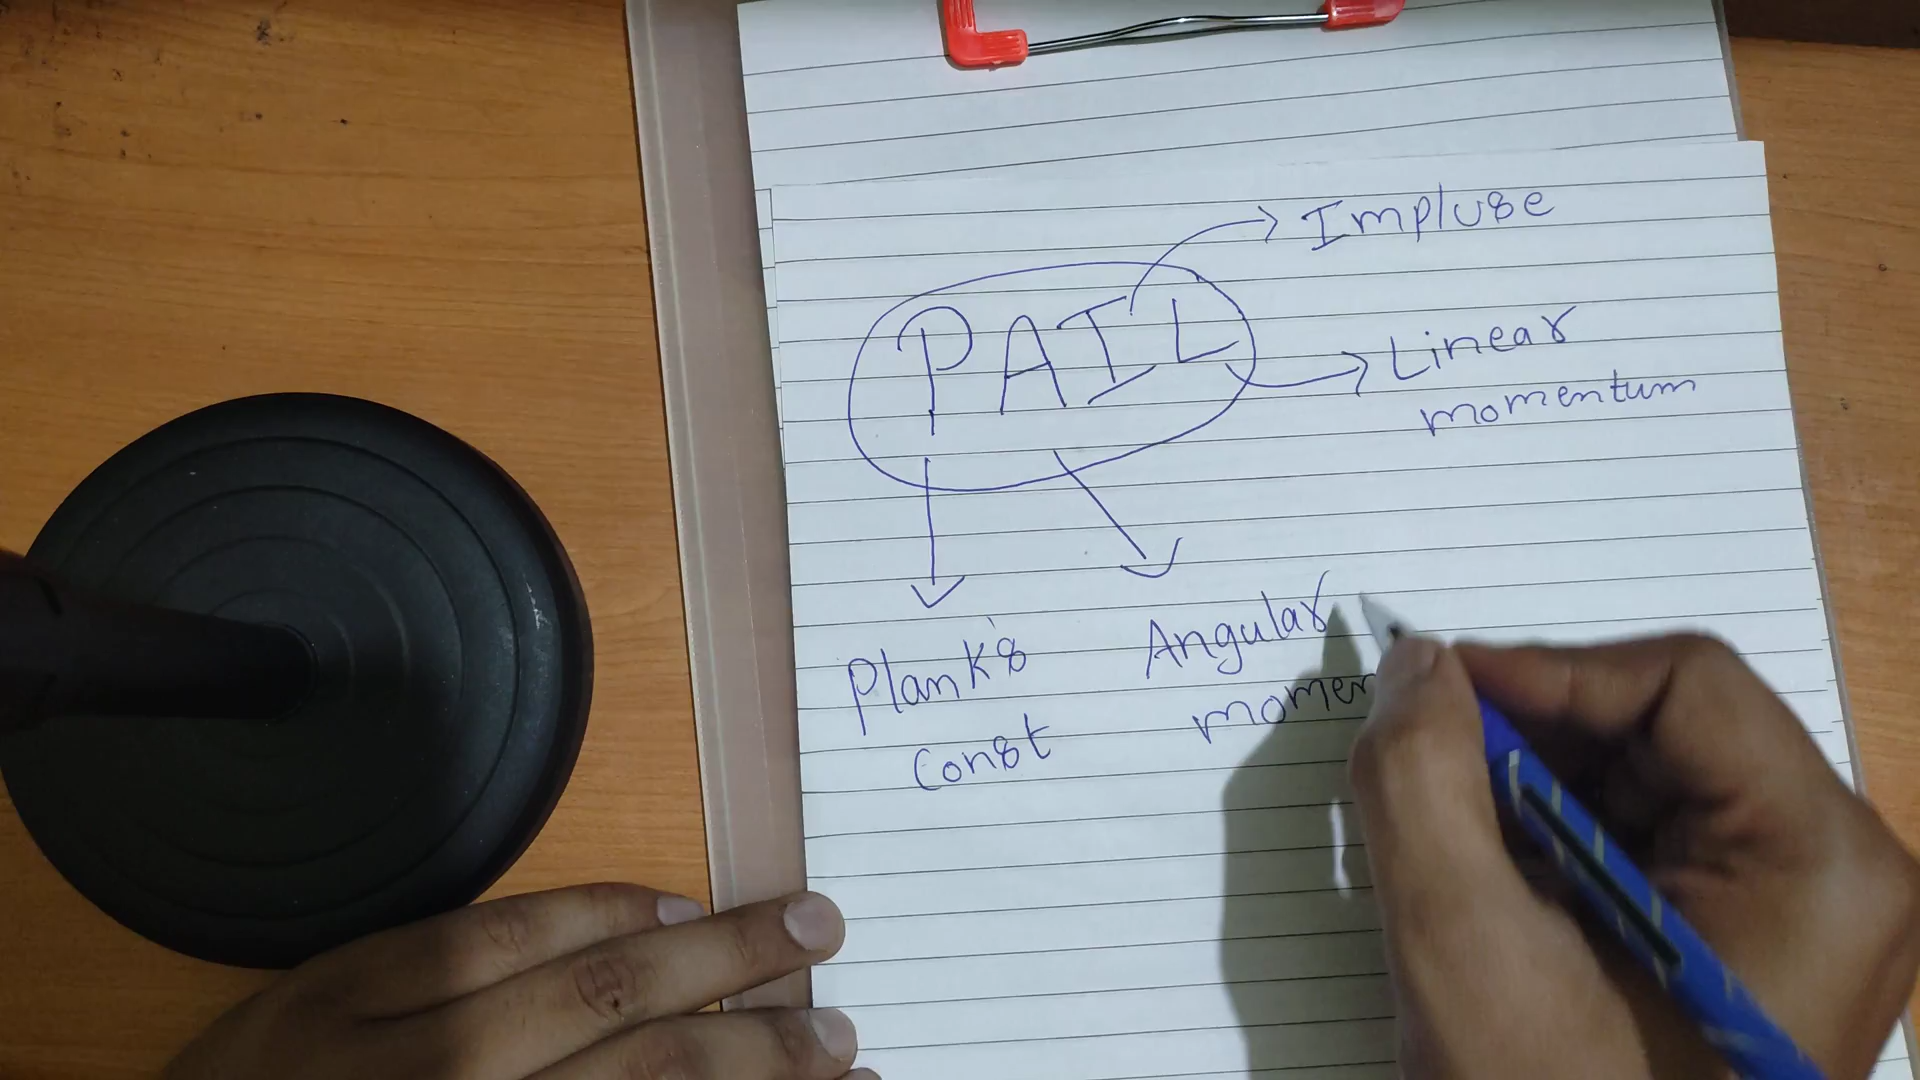 Impluse
PAIL
Linear
momentum
Plank's
Const
Angular
momen